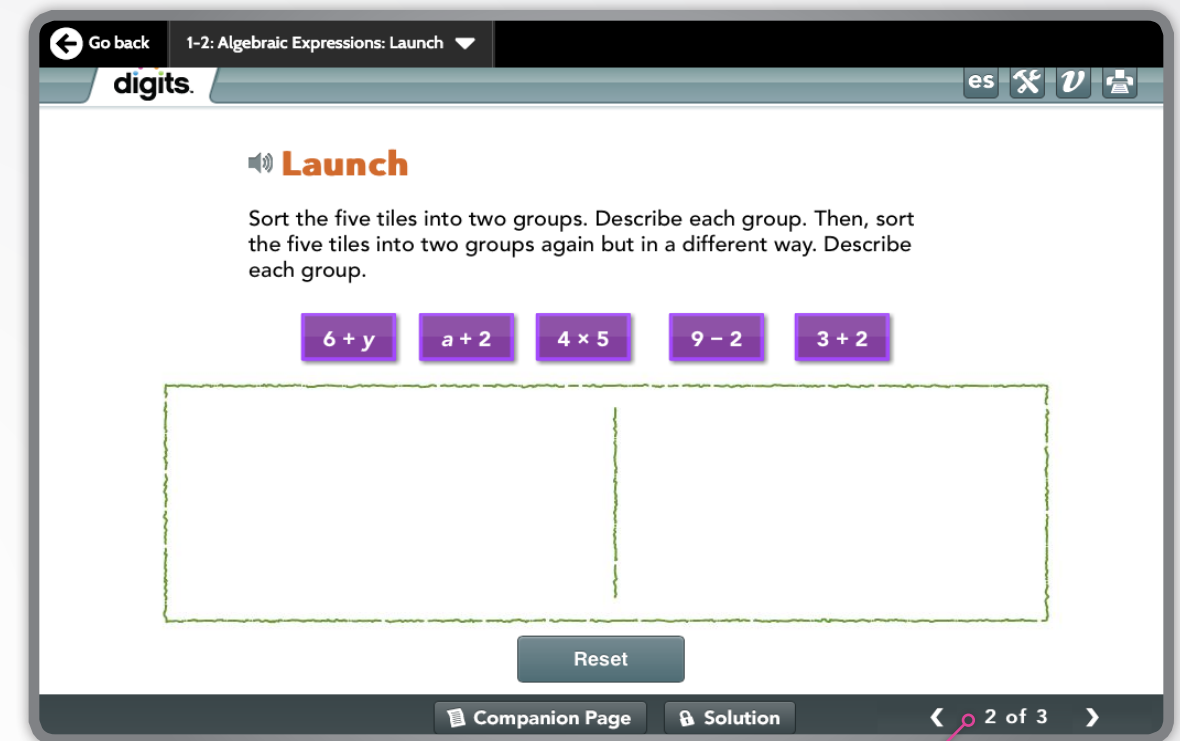 Go back 1-2: Algebraic Expressions: Launch
digits. es
Launch
Sort the five tiles into two groups. Describe each group. Then, sort
the five tiles into two groups again but in a different way. Describe
each group.
6 + y a + 2 4 × 5 9 − 2 3 + 2
Reset
Companion Page Solution 2 of 3